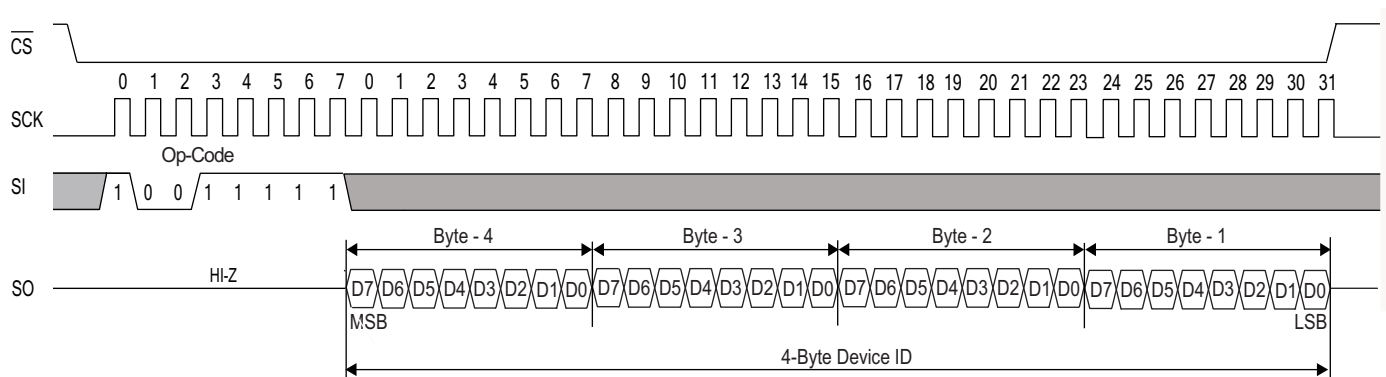 CS
0 1 2 3 4 5 6 7 0 1 2 3 4 5 6 7 8 9 10 11 12 13 14 15 16 17 18 19 20 21 22 23 24 25 26 27 28 29 30 31
SCK
Op-Code
SI 1 0 0 1 1 1 1 1
Byte - 4 Byte - 3 Byte - 2 Byte - 1
HI-Z
SO D7 D6 D5 D4 D3 D2 D1 D0 D7 D6 D5 D4 D3 D2 D1 D0 D7 D6 D5 D4 D3 D2 D1 D0 D7 D6 D5 D4 D3 D2 D1 D0
MSB LSB
4-Byte Device ID